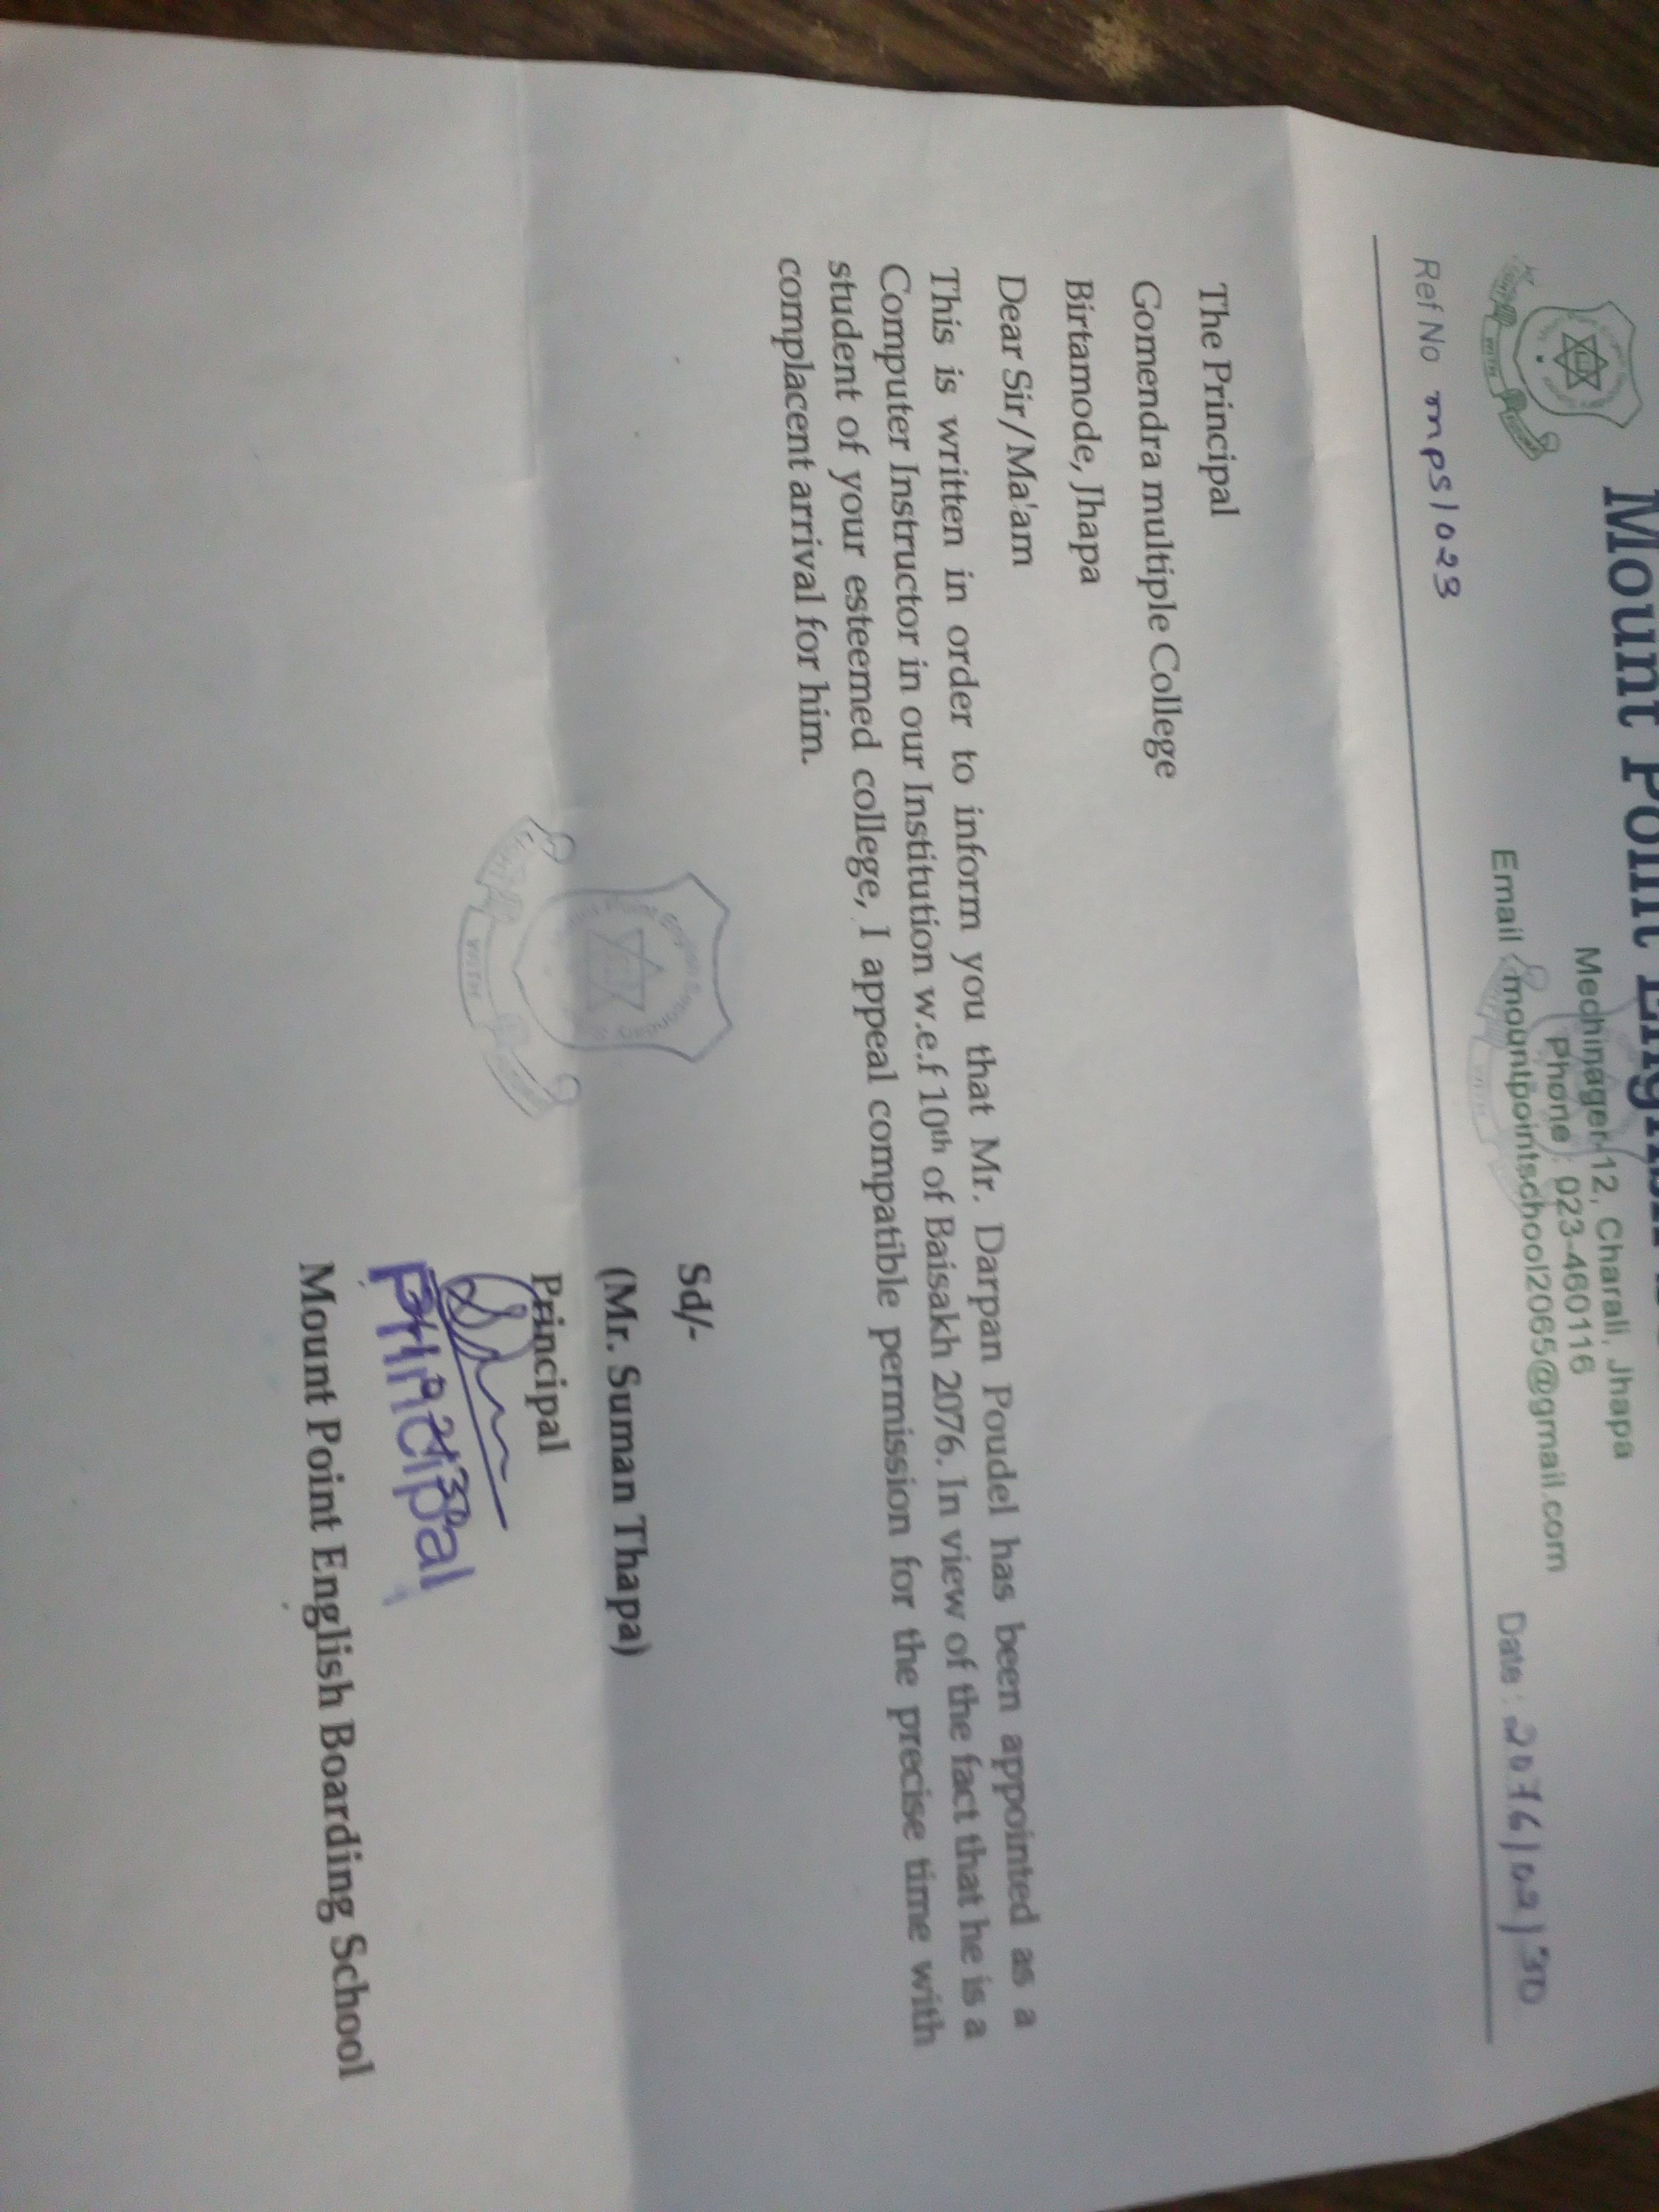 Mount Point English
Mechinager-12, Charali, Jhapa
Phone : 023-460116
Email : mountpointschool2065@gmail.com
Date : 2076/02/30
Ref No mps/023
The Principal
Gomendra multiple College
Birtamode, Jhapa
Dear Sir/Ma'am
This is written in order to inform you that Mr. Darpan Poudel has been appointed as a
Computer Instructor in our Institution w.e.f 10th of Baisakh 2076. In view of the fact that he is a
student of your esteemed college, I appeal compatible permission for the precise time with
complacent arrival for him.
English Secondary
WITH
Sd/-
(Mr. Suman Thapa)
Principal
Principal
Mount Point English Boarding School